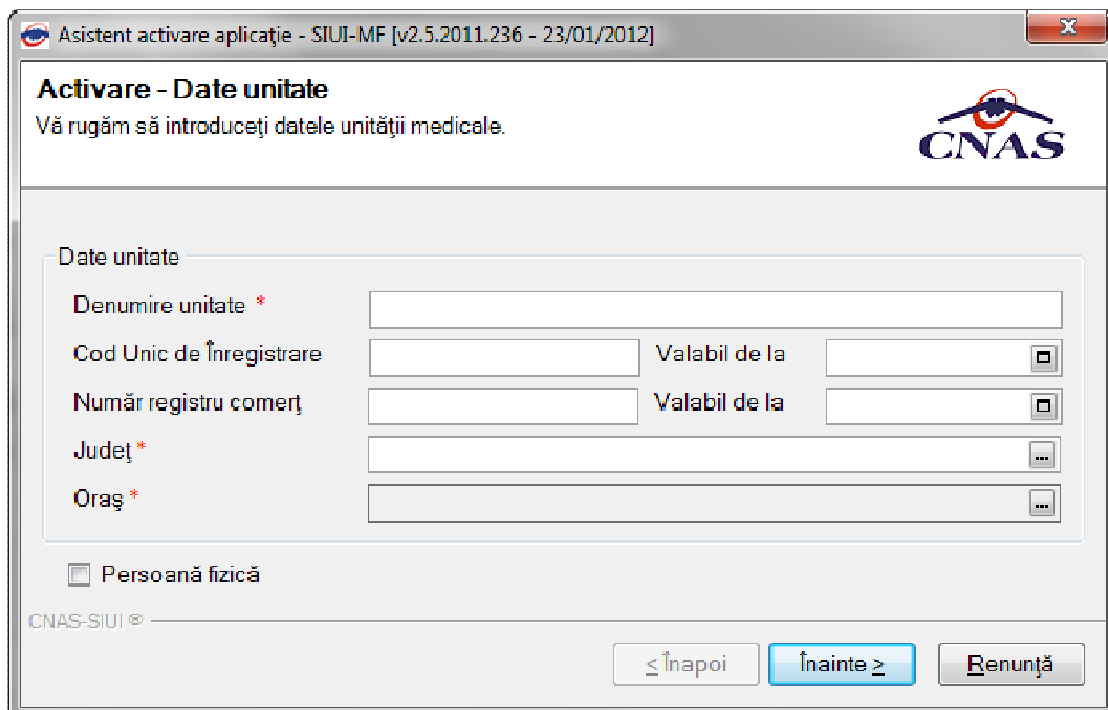 Asistent activare aplicaţie - SIUI-MF [v2.5.2011.236 - 23/01/2012]
Activare - Date unitate
Vă rugăm să introduceţi datele unităţii medicale.
CNAS
Date unitate
Denumire unitate *
Cod Unic de Înregistrare Valabil de la
Număr registru comerţ Valabil de la
Judeţ *
...
Oraş *
...
Persoană fizică
CNAS-SIUI ®
< Înapoi Înainte > Renunţă